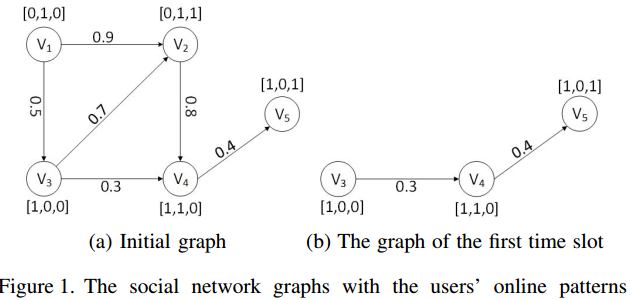 [0,1,0] [0,1,1]
V1 0.9 V2
[1,0,1] [1,0,1]
0.5 0.7 0.8 V5 V5
0.4 0.4
V3 0.3 V4 V3 0.3 V4
[1,0,0] [1,1,0] [1,0,0] [1,1,0]
(a) Initial graph (b) The graph of the first time slot
Figure 1. The social network graphs with the users' online patterns